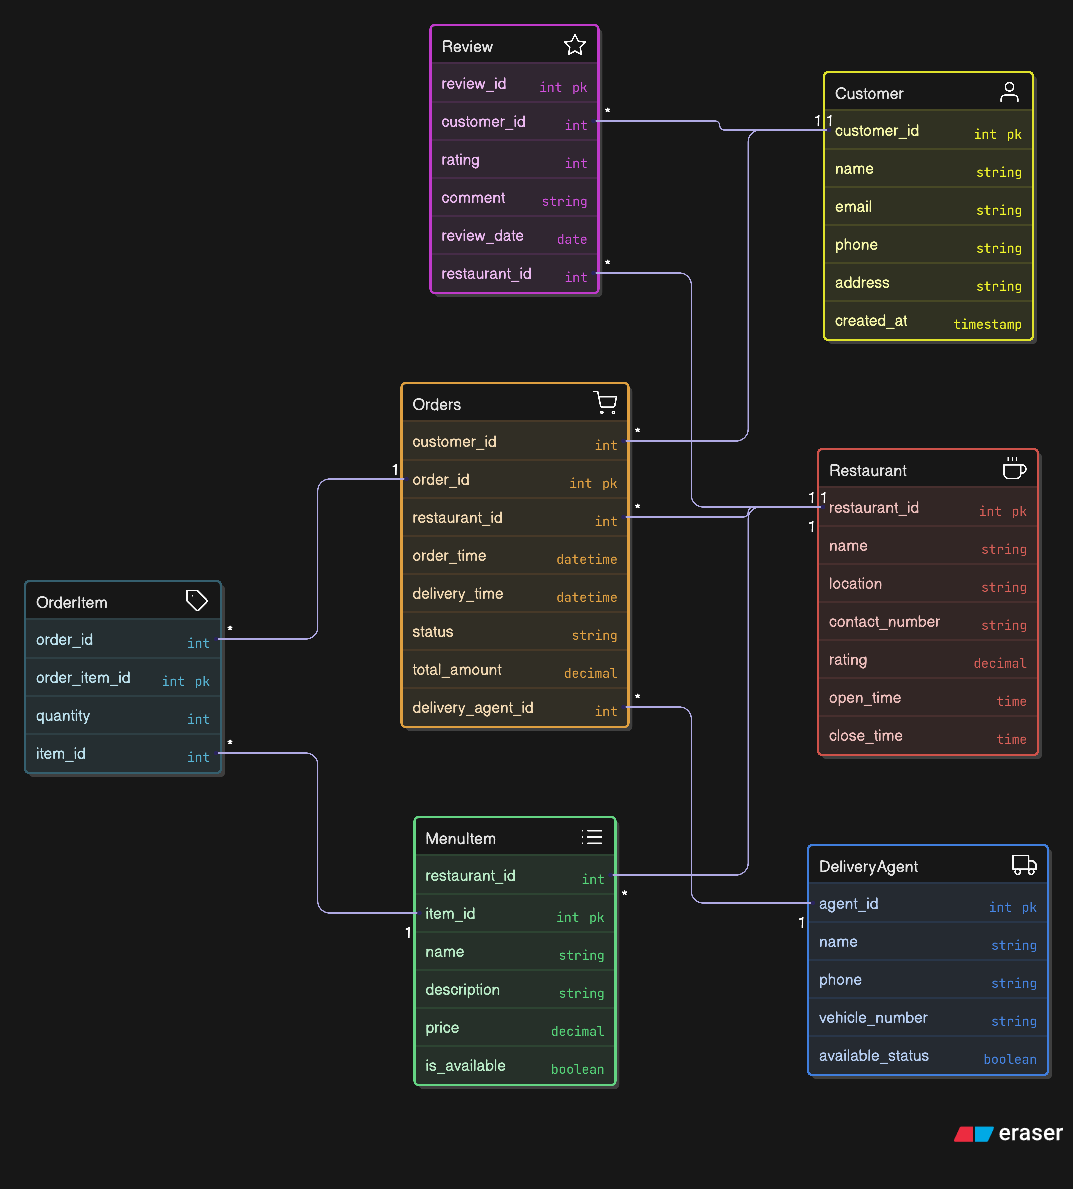 Review
review_id int pk
customer_id int
rating int
comment string
review_date date
restaurant_id int
*
*
Customer
customer_id int pk
name string
email string
phone string
address string
created_at timestamp
1 1
Orders
customer_id int
order_id int pk
restaurant_id int
order_time datetime
delivery_time datetime
status string
total_amount decimal
delivery_agent_id int
*
1
*
*
Restaurant
restaurant_id int pk
name string
location string
contact_number string
rating decimal
open_time time
close_time time
1 1
1
OrderItem
order_id int
order_item_id int pk
quantity int
item_id int
*
*
MenuItem
restaurant_id int
item_id int pk
name string
description string
price decimal
is_available boolean
*
1
DeliveryAgent
agent_id int pk
name string
phone string
vehicle_number string
available_status boolean
1
eraser